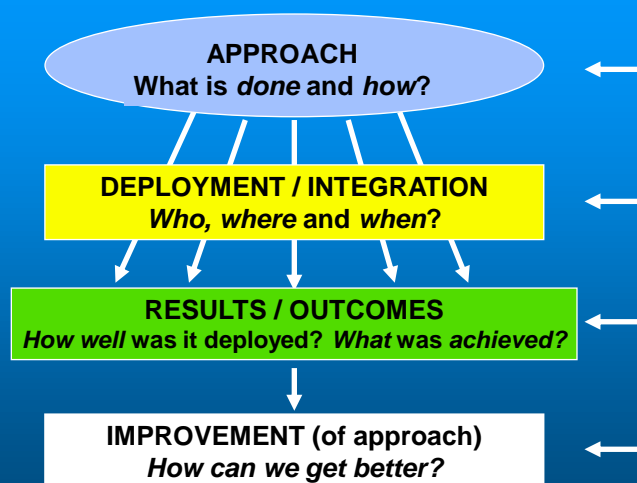 APPROACH
What is done and how?
DEPLOYMENT / INTEGRATION
Who, where and when?
RESULTS / OUTCOMES
How well was it deployed? What was achieved?
IMPROVEMENT (of approach)
How can we get better?